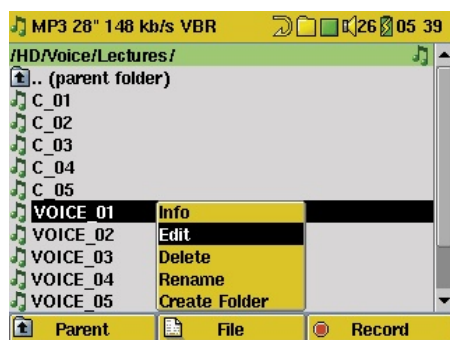 MP3 28" 148 kb/s VBR 26 05 39
/HD/Voice/Lectures/
.. (parent folder)
C_01
C_02
C_03
C_04
C_05
VOICE_01 Info
VOICE_02 Edit
VOICE_03 Delete
VOICE_04 Rename
VOICE_05 Create Folder
Parent File Record